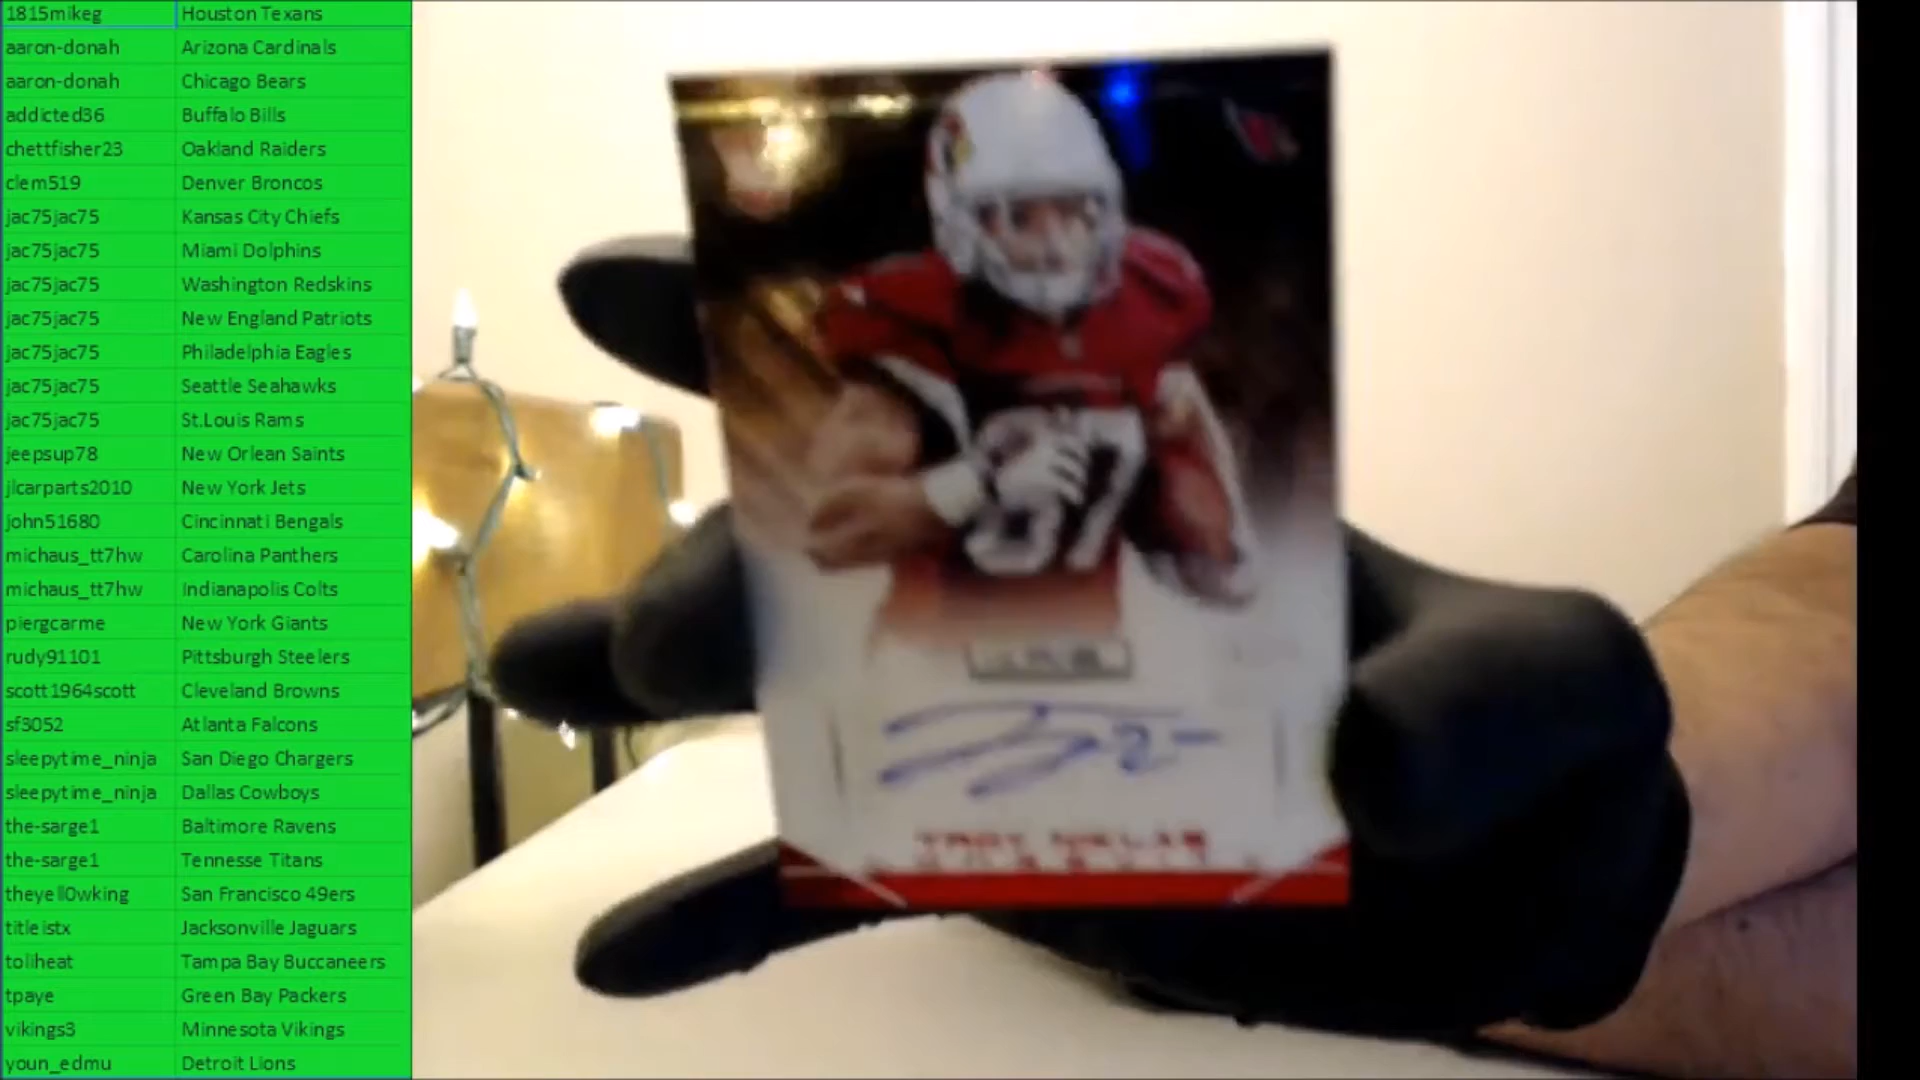 1815mikeg Houston Texans
aaron-donah Arizona Cardinals
aaron-donah Chicago Bears
addicted36 Buffalo Bills
chettfisher23 Oakland Raiders
clem519 Denver Broncos
jac75jac75 Kansas City Chiefs
jac75jac75 Miami Dolphins
jac75jac75 Washington Redskins
jac75jac75 New England Patriots
jac75jac75 Philadelphia Eagles
jac75jac75 Seattle Seahawks
jac75jac75 St.Louis Rams
jeepsup78 New Orlean Saints
jlcarparts2010 New York Jets
john51680 Cincinnati Bengals
michaus_tt7hw Carolina Panthers
michaus_tt7hw Indianapolis Colts
piergcarme New York Giants
rudy91101 Pittsburgh Steelers
scott1964scott Cleveland Browns
sf3052 Atlanta Falcons
sleepytime_ninja San Diego Chargers
sleepytime_ninja Dallas Cowboys
the-sarge1 Baltimore Ravens
the-sarge1 Tennesse Titans
theyell0wking San Francisco 49ers
titleistx Jacksonville Jaguars
toliheat Tampa Bay Buccaneers
tpaye Green Bay Packers
vikings3 Minnesota Vikings
youn_edmu Detroit Lions
87
TROY NIKLAS